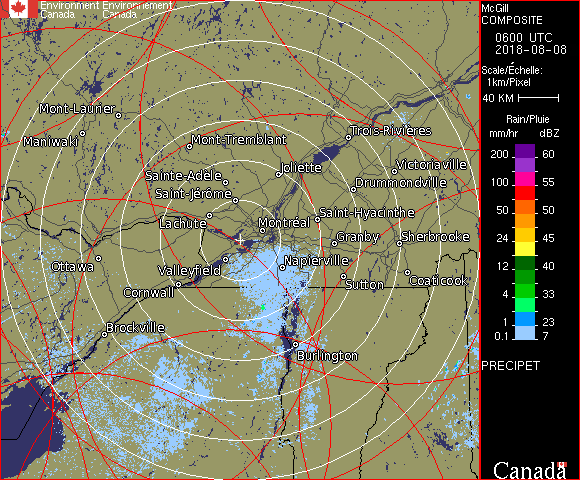 Environment Environnement
Canada Canada
McGill
COMPOSITE
0600 UTC
2018-08-08
Scale/Échelle:
1km/Pixel
40 KM
Rain/Pluie
mm/hr dBZ
200 60
100 55
50 50
24 45
12 40
4 33
1 23
0.1 7
PRECIPET
Canada
Mont-Laurier
Maniwaki
Mont-Tremblant
Trois-Rivières
Joliette
Victoriaville
Sainte-Adèle
Drummondville
Saint-Jérôme
Lachute
Saint-Hyacinthe
Montréal
Granby
Sherbrooke
Ottawa
Valleyfield
Napierville
Cornwall
Sutton
Coaticook
Brockville
Burlington